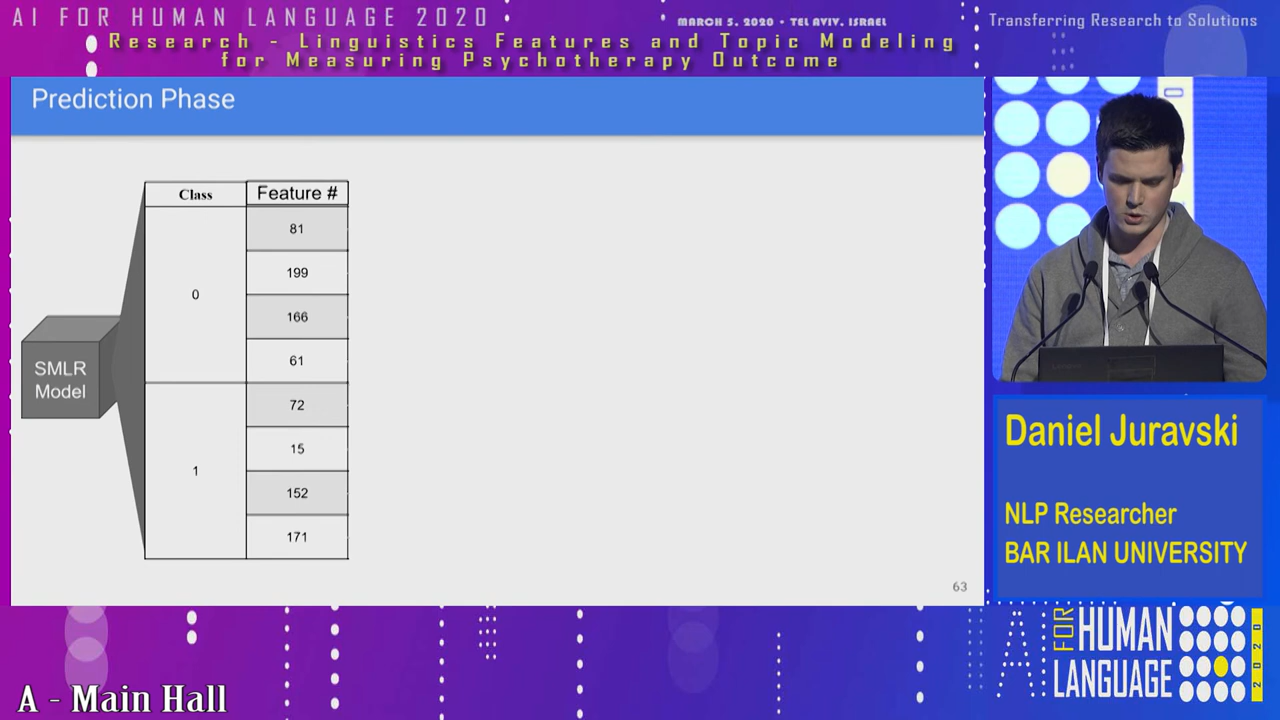 AI FOR HUMAN LANGUAGE 2020
MARCH 5, 2020 • TEL AVIV, ISRAEL
Transferring Research to Solutions
Research - Linguistics Features and Topic Modeling
for Measuring Psychotherapy Outcome
Prediction Phase
Class Feature #
81
199
0
166
61
SMLR
Model
72
15
1
152
171
63
Daniel Juravski
NLP Researcher
BAR ILAN UNIVERSITY
AI FOR HUMAN
LANGUAGE 2020
A - Main Hall